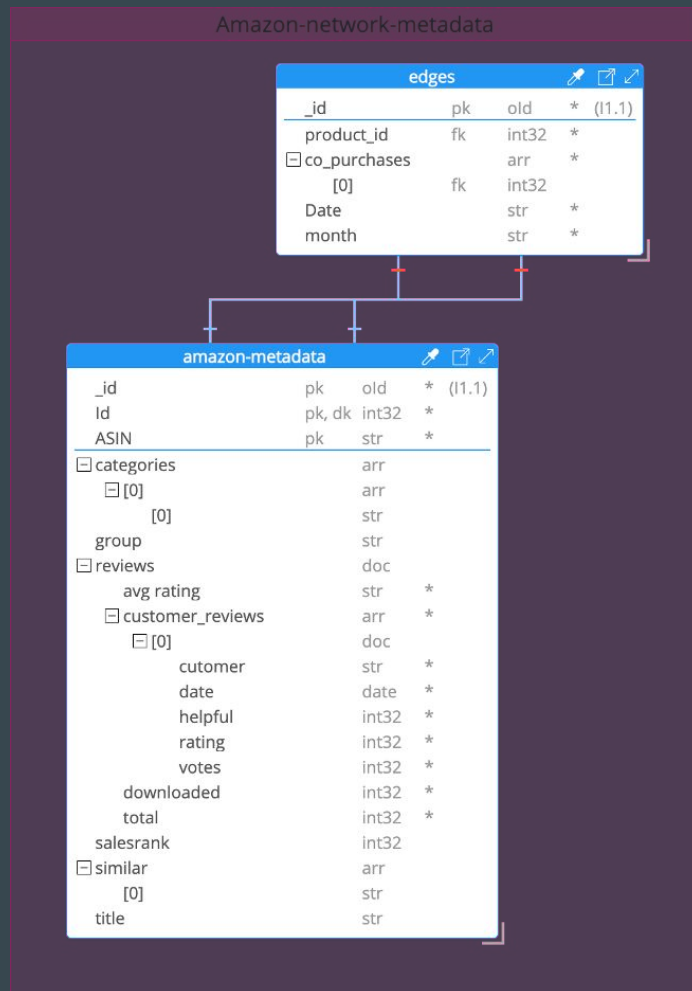 Amazon-network-metadata
edges
_id pk oId * (I1.1)
product_id fk int32 *
co_purchases arr *
[0] fk int32
Date str *
month str *
amazon-metadata
_id pk oId * (I1.1)
Id pk, dk int32 *
ASIN pk str *
categories arr
[0] arr
[0] str
group str
reviews doc
avg rating str *
customer_reviews arr *
[0] doc
cutomer str *
date date *
helpful int32 *
rating int32 *
votes int32 *
downloaded int32 *
total int32 *
salesrank int32
similar arr
[0] str
title str